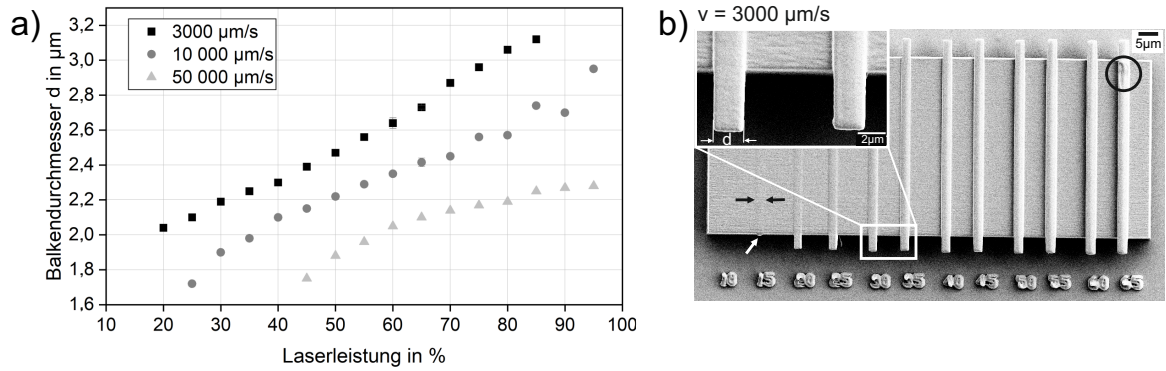 a)
3,2
3,0
2,8
2,6
2,4
2,2
2,0
1,8
1,6
Balkendurchmesser d in µm
3000 µm/s
10 000 µm/s
50 000 µm/s
10 20 30 40 50 60 70 80 90 100
Laserleistung in %
b)
v = 3000 µm/s
5µm
d
2µm
10 15 20 25 30 35 40 45 50 55 60 65